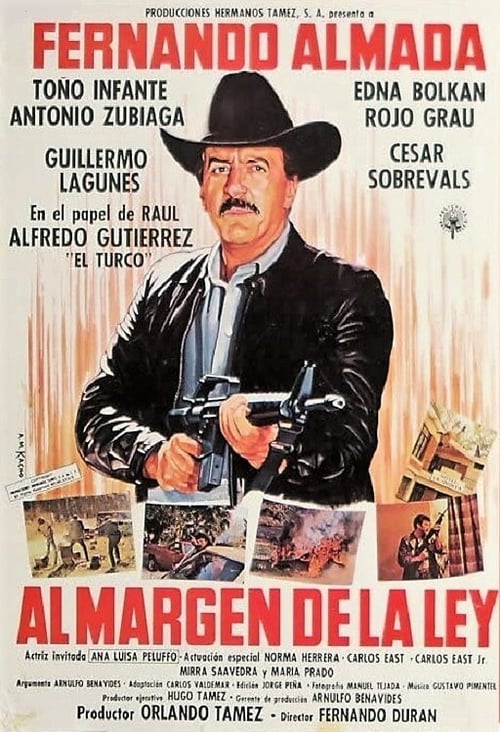 PRODUCCIONES HERMANOS TAMEZ, S. A. presenta a
FERNANDO ALMADA
TOÑO INFANTE
ANTONIO ZUBIAGA
EDNA BOLKAN
ROJO GRAU
GUILLERMO
LAGUNES
CESAR
SOBREVALS
En el papel de RAUL
ALFREDO GUTIERREZ
"EL TURCO"
A.M. KACHO
AL MARGEN DE LA LEY
Actriz invitada ANA LUISA PELUFFO - Actuación especial NORMA HERRERA · CARLOS EAST · CARLOS EAST Jr.
MIRRA SAAVEDRA y MARIA PRADO
Argumento ARNULFO BENAVIDES · Adaptación CARLOS VALDEMAR · Edición JORGE PEÑA · Fotografía MANUEL TEJADA · Música GUSTAVO PIMENTEL
Productor ejecutivo HUGO TAMEZ · Gerente de producción ARNULFO BENAVIDES
Productor ORLANDO TAMEZ - Director FERNANDO DURAN